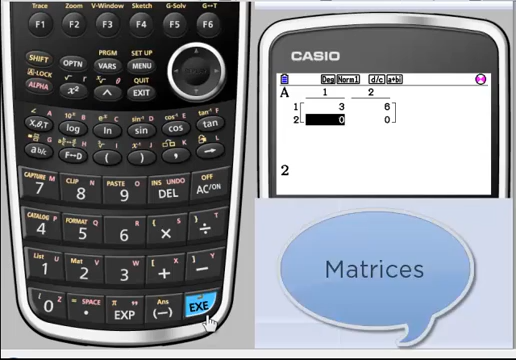 Trace Zoom V-Window Sketch G-Solv G↔T
F1 F2 F3 F4 F5 F6
SHIFT OPTN PRGM VARS SET UP MENU
A-LOCK ALPHA x² ^ QUIT EXIT
X,θ,T log ln sin cos tan
a b/c F↔D ( ) , →
CAPTURE M CLIP N PASTE O INS UNDO OFF
7 8 9 DEL AC/ON
CATALOG P FORMAT Q R { S } T
4 5 6 × ÷
List U Mat V W [ X ] Y
1 2 3 + −
i Z = SPACE π " Ans
0 • EXP (−) EXE
CASIO
Deg Norm1 d/c a+bi
A 1 2
1 3 6
2 0 0
2
Matrices